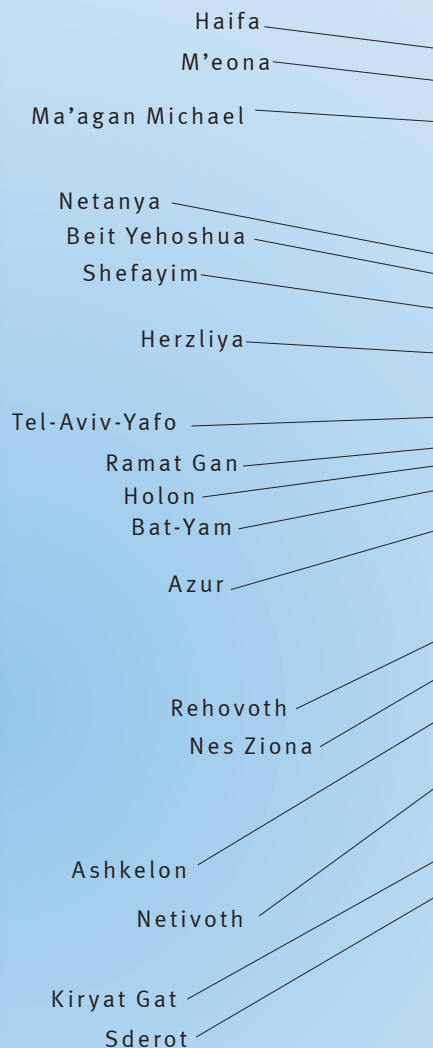 Haifa
M’eona
Ma’agan Michael
Netanya
Beit Yehoshua
Shefayim
Herzliya
Tel-Aviv-Yafo
Ramat Gan
Holon
Bat-Yam
Azur
Rehovoth
Nes Ziona
Ashkelon
Netivoth
Kiryat Gat
Sderot